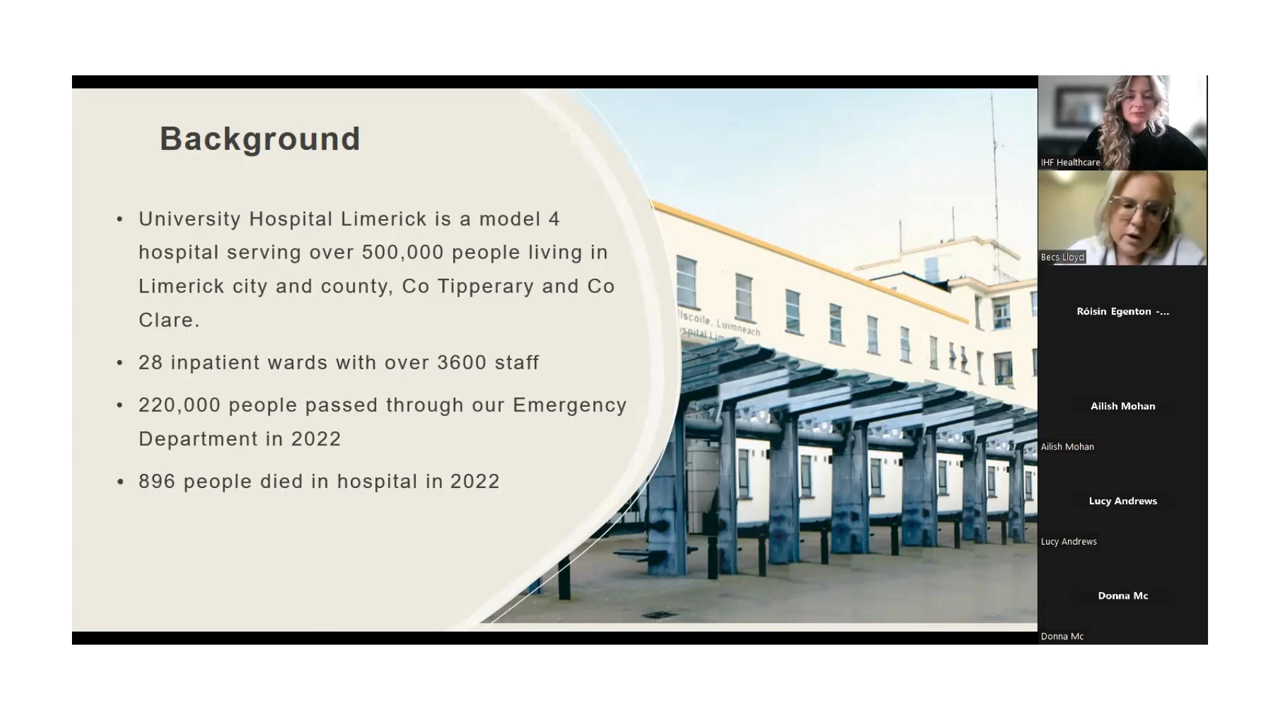 Background
• University Hospital Limerick is a model 4
hospital serving over 500,000 people living in
Limerick city and county, Co Tipperary and Co
Clare.
• 28 inpatient wards with over 3600 staff
• 220,000 people passed through our Emergency
Department in 2022
• 896 people died in hospital in 2022
Luimneach
IHF Healthcare
Becs Lloyd
Róisin Egenton -...
Ailish Mohan
Ailish Mohan
Lucy Andrews
Lucy Andrews
Donna Mc
Donna Mc